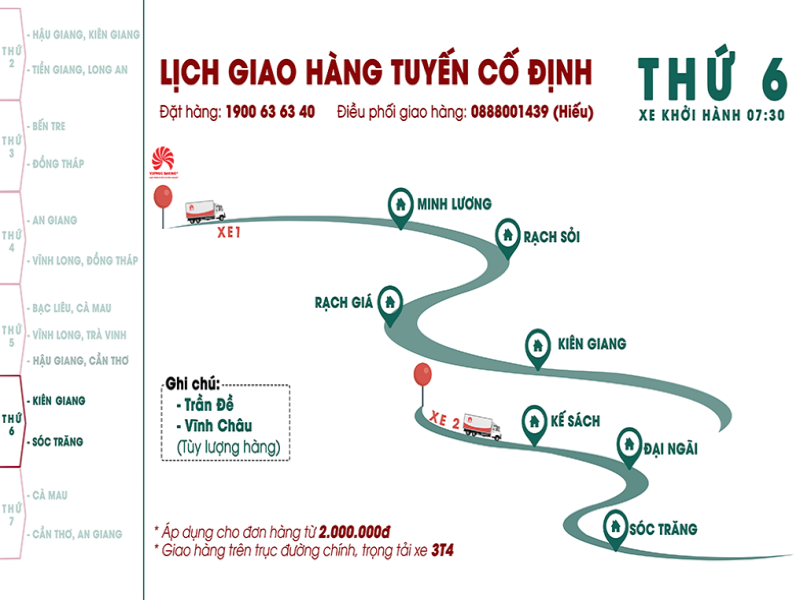 THỨ 2
- HẬU GIANG, KIÊN GIANG
- TIỀN GIANG, LONG AN
THỨ 3
- BẾN TRE
- ĐỒNG THÁP
THỨ 4
- AN GIANG
- VĨNH LONG, ĐỒNG THÁP
THỨ 5
- BẠC LIÊU, CÀ MAU
- VĨNH LONG, TRÀ VINH
- HẬU GIANG, CẦN THƠ
THỨ 6
- KIÊN GIANG
- SÓC TRĂNG
THỨ 7
- CÀ MAU
- CẦN THƠ, AN GIANG
LỊCH GIAO HÀNG TUYẾN CỐ ĐỊNH
Đặt hàng: 1900 63 63 40 Điều phối giao hàng: 0888001439 (Hiếu)
THỨ 6
XE KHỞI HÀNH 07:30
XE1
MINH LƯƠNG
RẠCH SỎI
RẠCH GIÁ
KIÊN GIANG
Ghi chú:
- Trần Đề
- Vĩnh Châu
(Tùy lượng hàng)
XE 2
KẾ SÁCH
ĐẠI NGÃI
SÓC TRĂNG
* Áp dụng cho đơn hàng từ 2.000.000đ
* Giao hàng trên trục đường chính, trọng tải xe 3T4